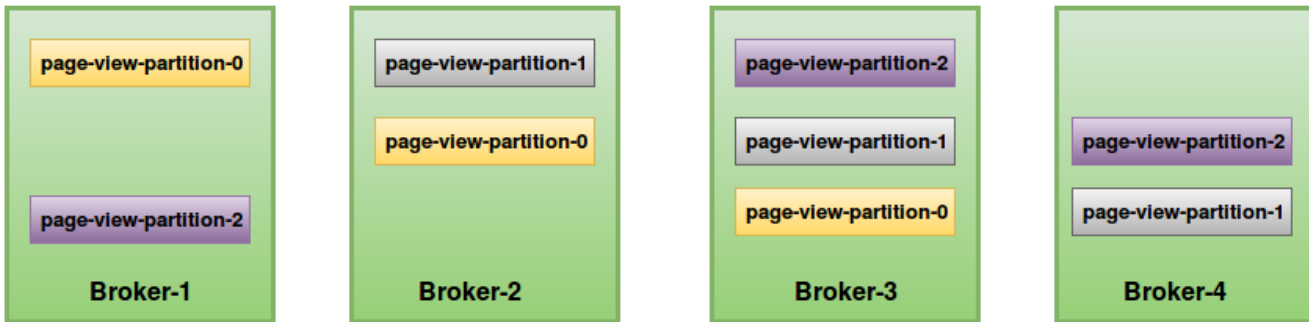 page-view-partition-0
page-view-partition-2
Broker-1
page-view-partition-1
page-view-partition-0
Broker-2
page-view-partition-2
page-view-partition-1
page-view-partition-0
Broker-3
page-view-partition-2
page-view-partition-1
Broker-4